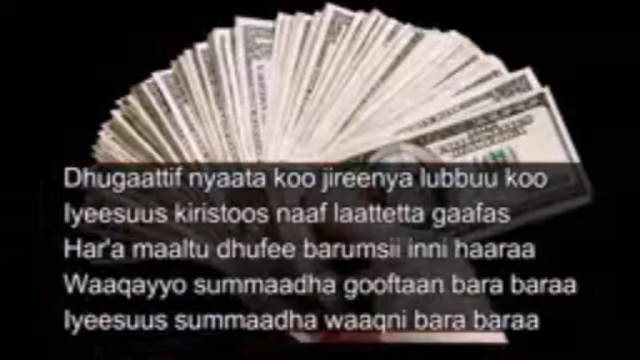 Dhugaattif nyaata koo jireenya lubbuu koo
Iyeesuus kiristoos naaf laattetta gaafas
Har'a maaltu dhufee barumsii inni haaraa
Waaqayyo summaadha gooftaan bara baraa
Iyeesuus summaadha waaqni bara baraa